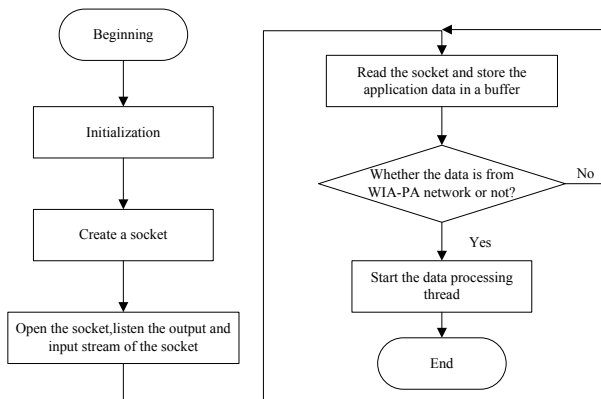 Beginning
Initialization
Create a socket
Open the socket,listen the output and
input stream of the socket
Read the socket and store the
application data in a buffer
Whether the data is from
WIA-PA network or not?
No
Yes
Start the data processing
thread
End